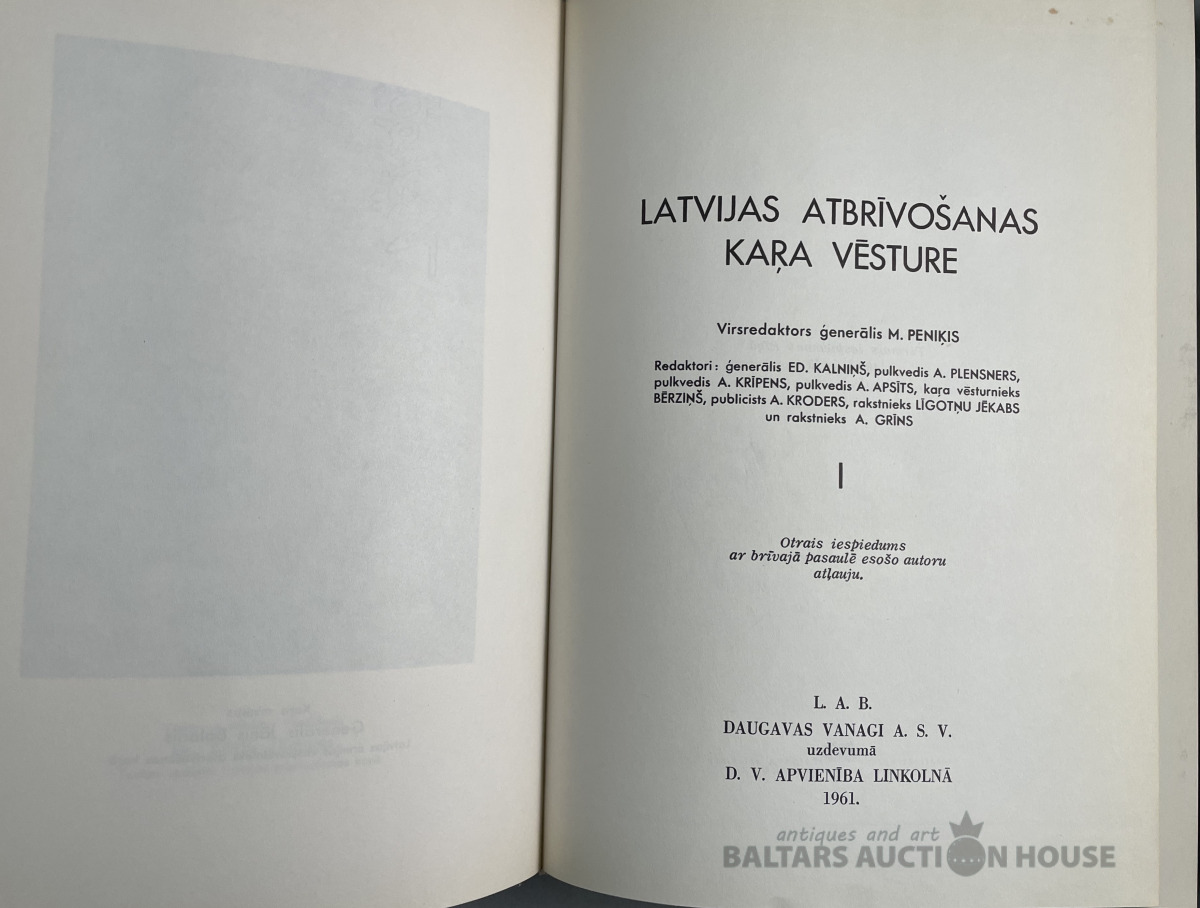 LATVIJAS ATBRĪVOŠANAS
KAŖA VĒSTURE
Virsredaktors ģenerālis M. PENIĶIS
Redaktori: ģenerālis ED. KALNIŅŠ, pulkvedis A. PLENSNERS,
pulkvedis A. KRĪPENS, pulkvedis A. APSĪTS, kaŗa vēsturnieks
BĒRZIŅŠ, publicists A. KRODERS, rakstnieks LĪGOTŅU JĒKABS
un rakstnieks A. GRĪNS
I
Otrais iespiedums
ar brīvajā pasaulē esošo autoru
atļauju.
L. A. B.
DAUGAVAS VANAGI A. S. V.
uzdevumā
D. V. APVIENĪBA LINKOLNĀ
1961.
antiques and art
BALTARS AUCTION HOUSE